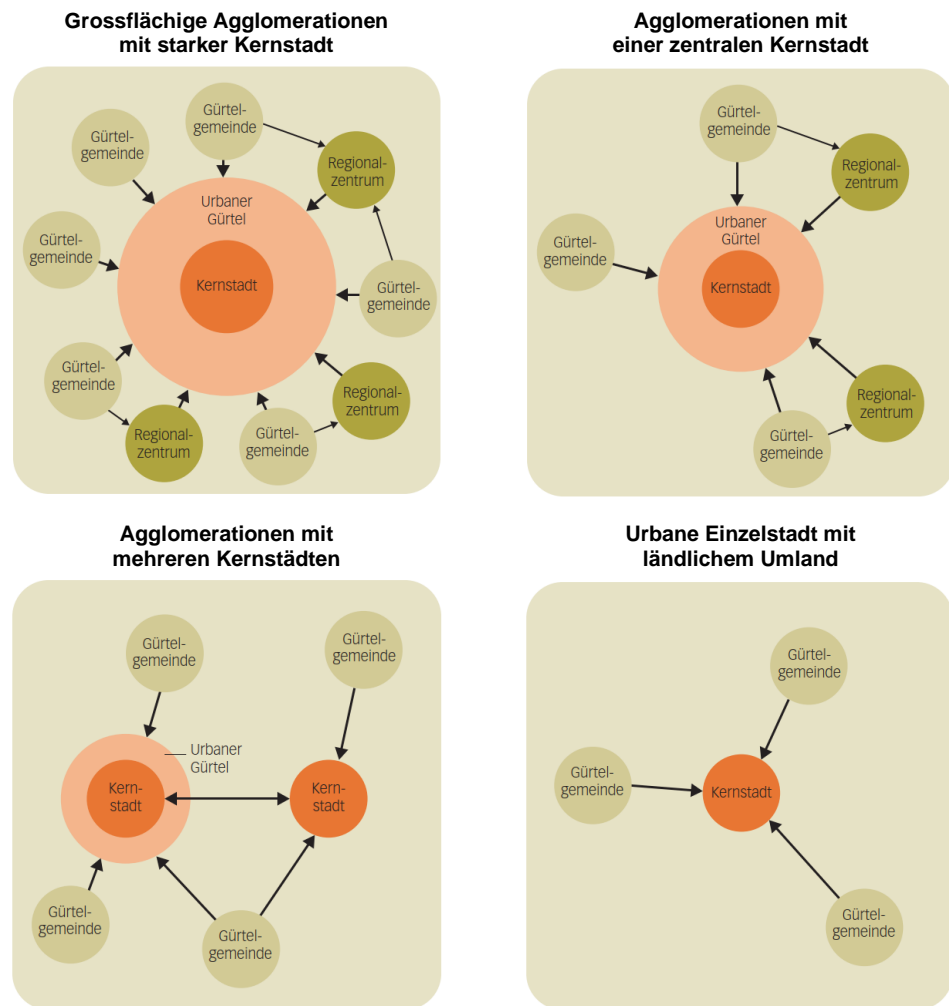 Grossflächige Agglomerationen
mit starker Kernstadt
Gürtel-
gemeinde
Gürtel-
gemeinde
Regional-
zentrum
Urbaner
Gürtel
Gürtel-
gemeinde
Kernstadt
Gürtel-
gemeinde
Gürtel-
gemeinde
Regional-
zentrum
Regional-
zentrum
Gürtel-
gemeinde
Agglomerationen mit
einer zentralen Kernstadt
Gürtel-
gemeinde
Regional-
zentrum
Urbaner
Gürtel
Gürtel-
gemeinde
Kernstadt
Regional-
zentrum
Gürtel-
gemeinde
Agglomerationen mit
mehreren Kernstädten
Gürtel-
gemeinde
Gürtel-
gemeinde
Urbaner
Gürtel
Kern-
stadt
Kern-
stadt
Gürtel-
gemeinde
Gürtel-
gemeinde
Urbane Einzelstadt mit
ländlichem Umland
Gürtel-
gemeinde
Gürtel-
gemeinde
Kernstadt
Gürtel-
gemeinde